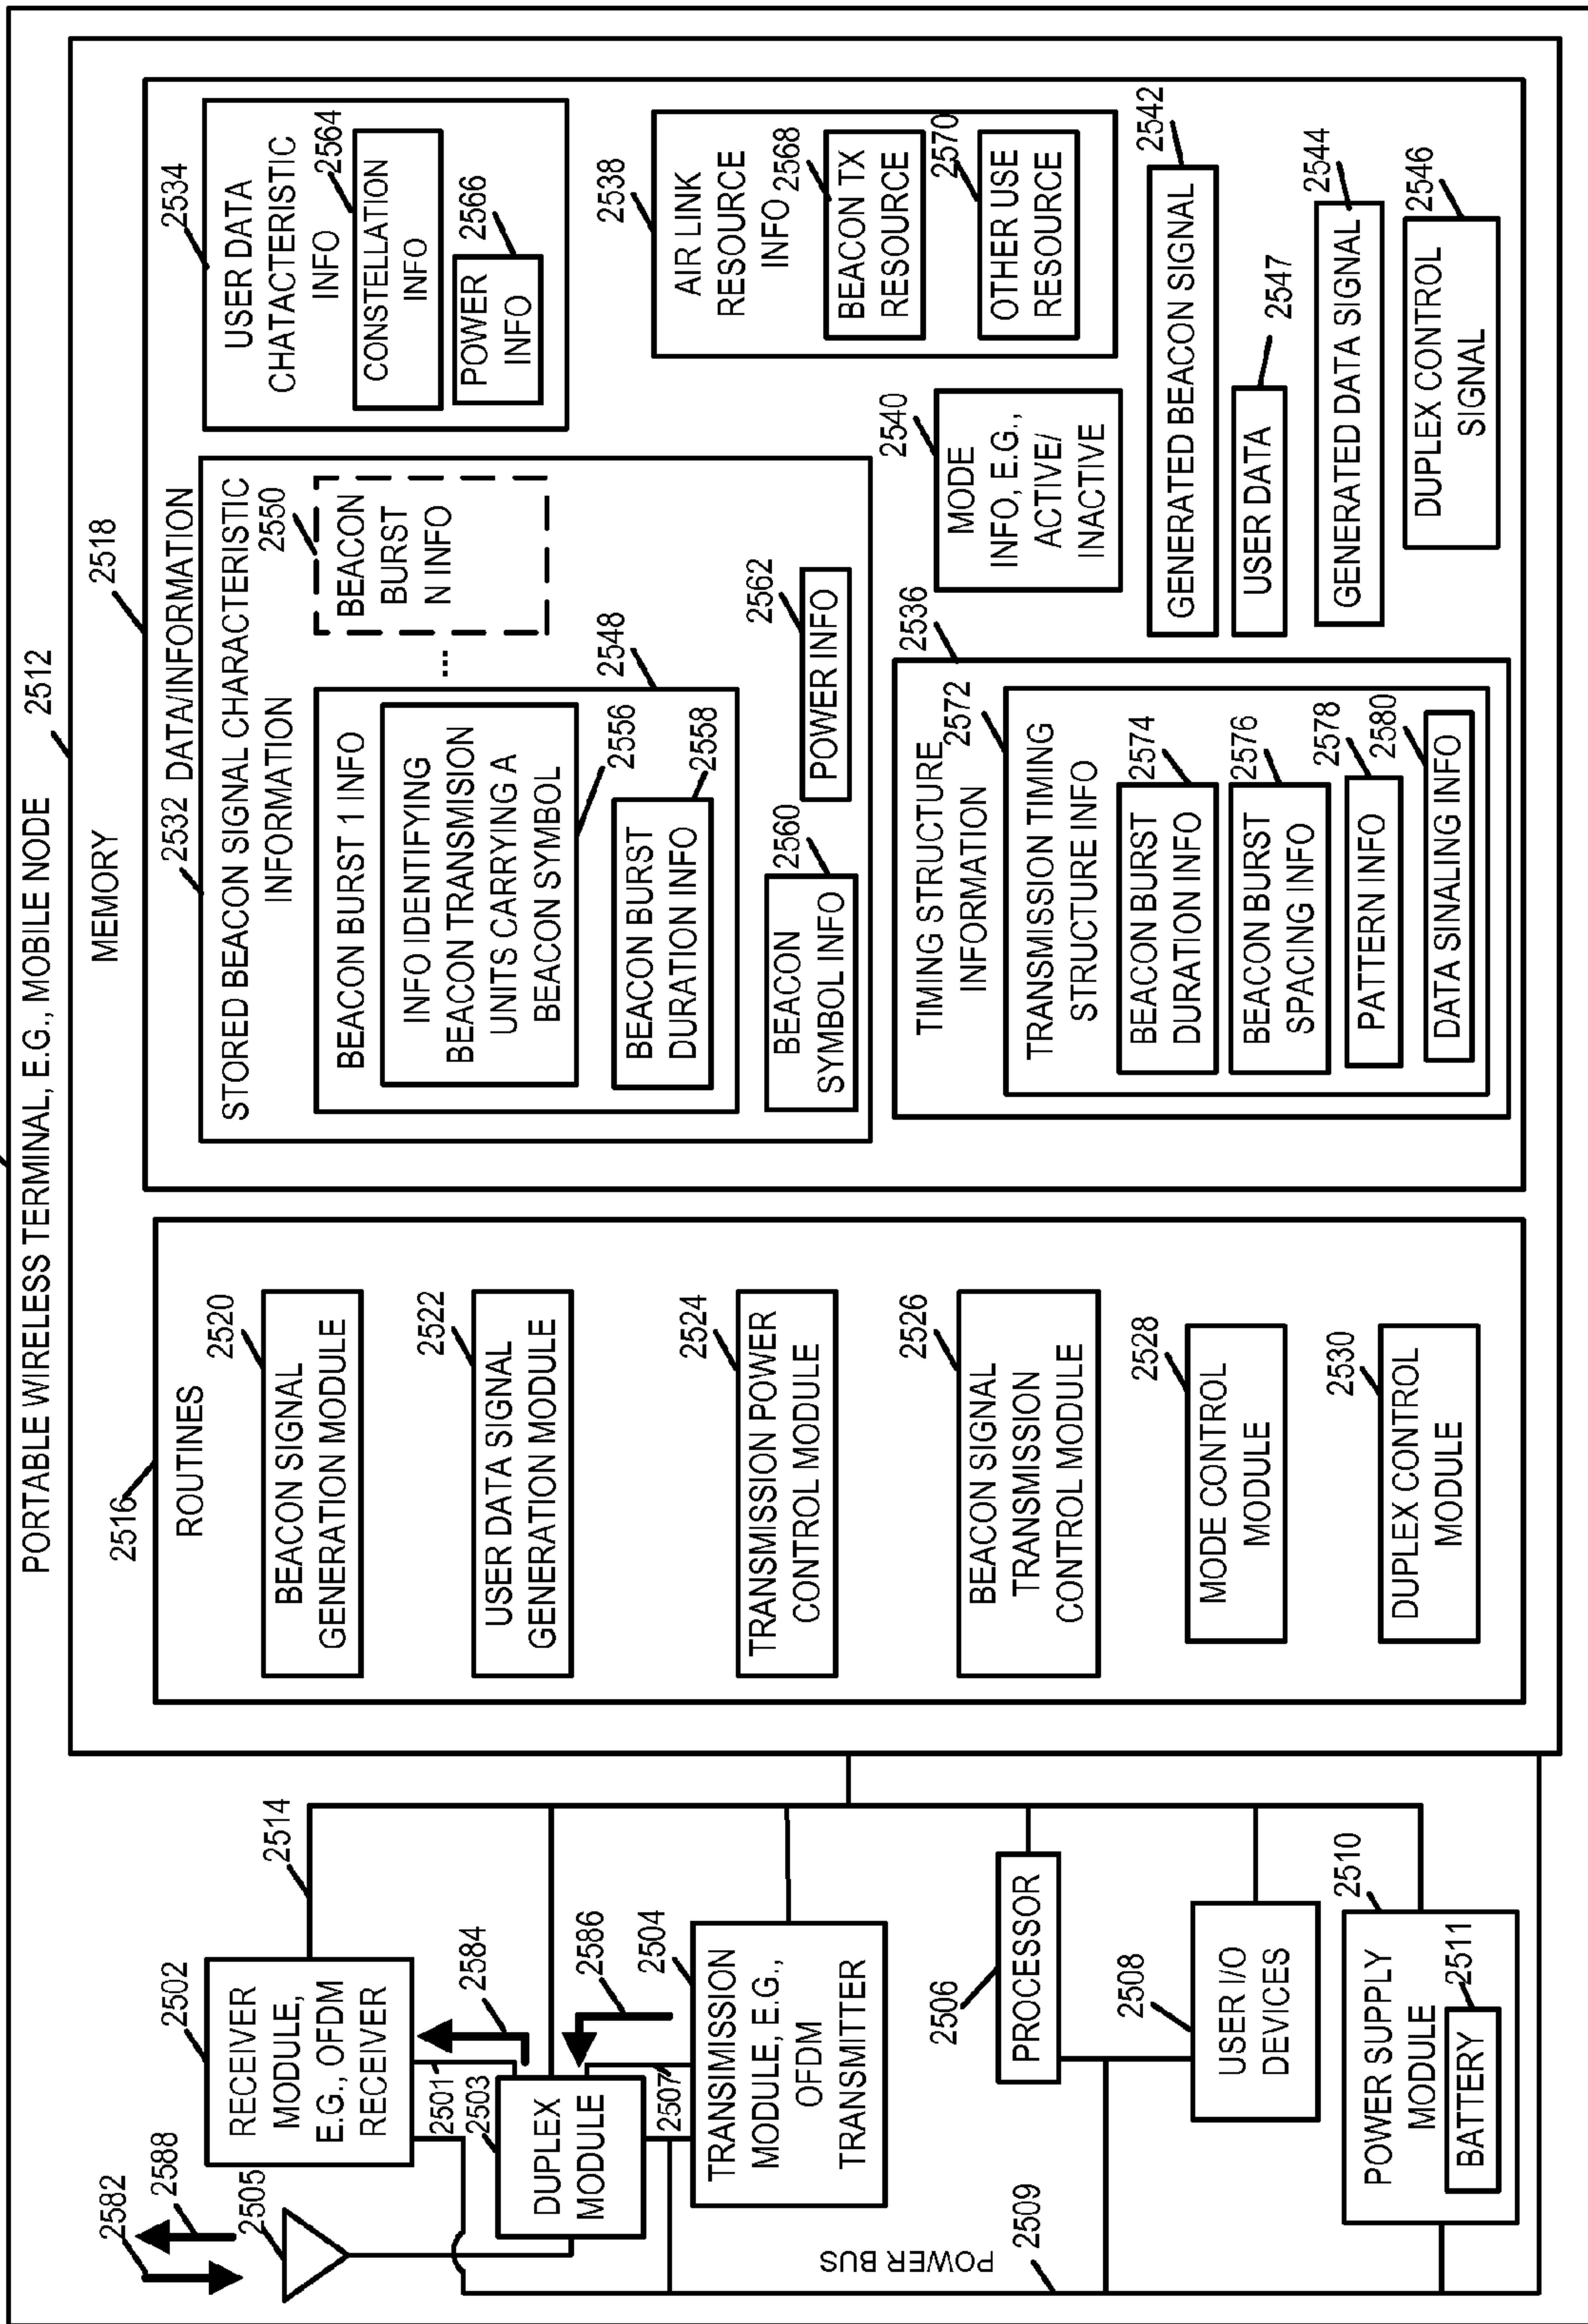 PORTABLE WIRELESS TERMINAL, E.G., MOBILE NODE
2512
MEMORY
2582
2588
2505
2502
RECEIVER
MODULE,
E.G., OFDM
RECEIVER
2514
2501
2584
2503
DUPLEX
MODULE
2586
2507
2504
TRANSIMISSION
MODULE, E.G.,
OFDM
TRANSMITTER
POWER BUS
2509
2506
PROCESSOR
2508
USER I/O
DEVICES
2510
POWER SUPPLY
MODULE
2511
BATTERY
2516
ROUTINES
2520
BEACON SIGNAL
GENERATION MODULE
2522
USER DATA SIGNAL
GENERATION MODULE
2524
TRANSMISSION POWER
CONTROL MODULE
2526
BEACON SIGNAL
TRANSMISSION
CONTROL MODULE
2528
MODE CONTROL
MODULE
2530
DUPLEX CONTROL
MODULE
2518
DATA/INFORMATION
2532
STORED BEACON SIGNAL CHARACTERISTIC
INFORMATION
2548
BEACON BURST 1 INFO
INFO IDENTIFYING
BEACON TRANSMISION
UNITS CARRYING A
BEACON SYMBOL
2556
BEACON BURST
DURATION INFO
2558
...
2550
BEACON
BURST
N INFO
2560
BEACON
SYMBOL INFO
2562
POWER INFO
2534
USER DATA
CHATACTERISTIC
INFO
2564
CONSTELLATION
INFO
2566
POWER
INFO
2536
TIMING STRUCTURE
INFORMATION
2572
TRANSMISSION TIMING
STRUCTURE INFO
2574
BEACON BURST
DURATION INFO
2576
BEACON BURST
SPACING INFO
2578
PATTERN INFO
2580
DATA SINALING INFO
2540
MODE
INFO, E.G.,
ACTIVE/
INACTIVE
2538
AIR LINK
RESOURCE
INFO
2568
BEACON TX
RESOURCE
2570
OTHER USE
RESOURCE
2542
GENERATED BEACON SIGNAL
2547
USER DATA
2544
GENERATED DATA SIGNAL
2546
DUPLEX CONTROL
SIGNAL